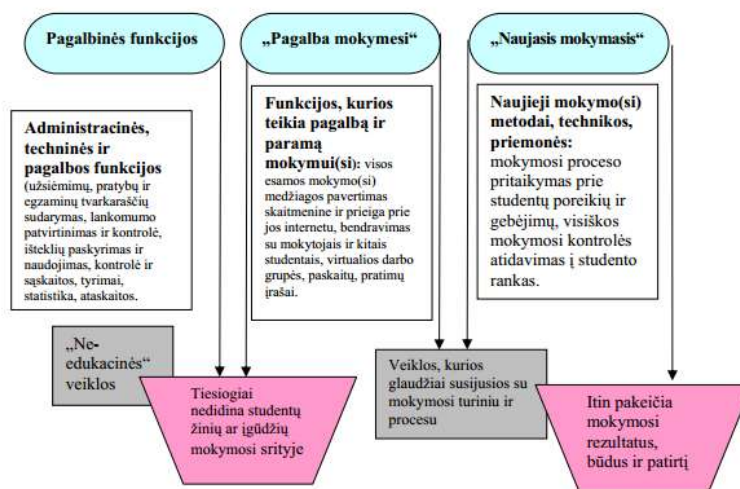 Pagalbinės funkcijos
„Pagalba mokymesi“
„Naujasis mokymasis“
Administracinės,
techninės ir
pagalbos funkcijos
(užsiėmimų, pratybų ir
egzaminų tvarkaraščių
sudarymas, lankomumo
patvirtinimas ir kontrolė,
išteklių paskyrimas ir
naudojimas, kontrolė ir
sąskaitos, tyrimai,
statistika, ataskaitos.
Funkcijos, kurios
teikia pagalbą ir
paramą
mokymui(si): visos
esamos mokymo(si)
medžiagos pavertimas
skaitmenine ir prieiga prie
jos internetu, bendravimas
su mokytojais ir kitais
studentais, virtualios darbo
grupės, paskaitų, pratimų
įrašai.
Naujieji mokymo(si)
metodai, technikos,
priemonės:
mokymosi proceso
pritaikymas prie
studentų poreikių ir
gebėjimų, visiškos
mokymosi kontrolės
atidavimas į studento
rankas.
„Ne-
edukacinės“
veiklos
Tiesiogiai
nedidina studentų
žinių ar įgūdžių
mokymosi srityje
Veiklos, kurios
glaudžiai susijusios su
mokymosi turiniu ir
procesu
Itin pakeičia
mokymosi
rezultatus,
būdus ir patirtį